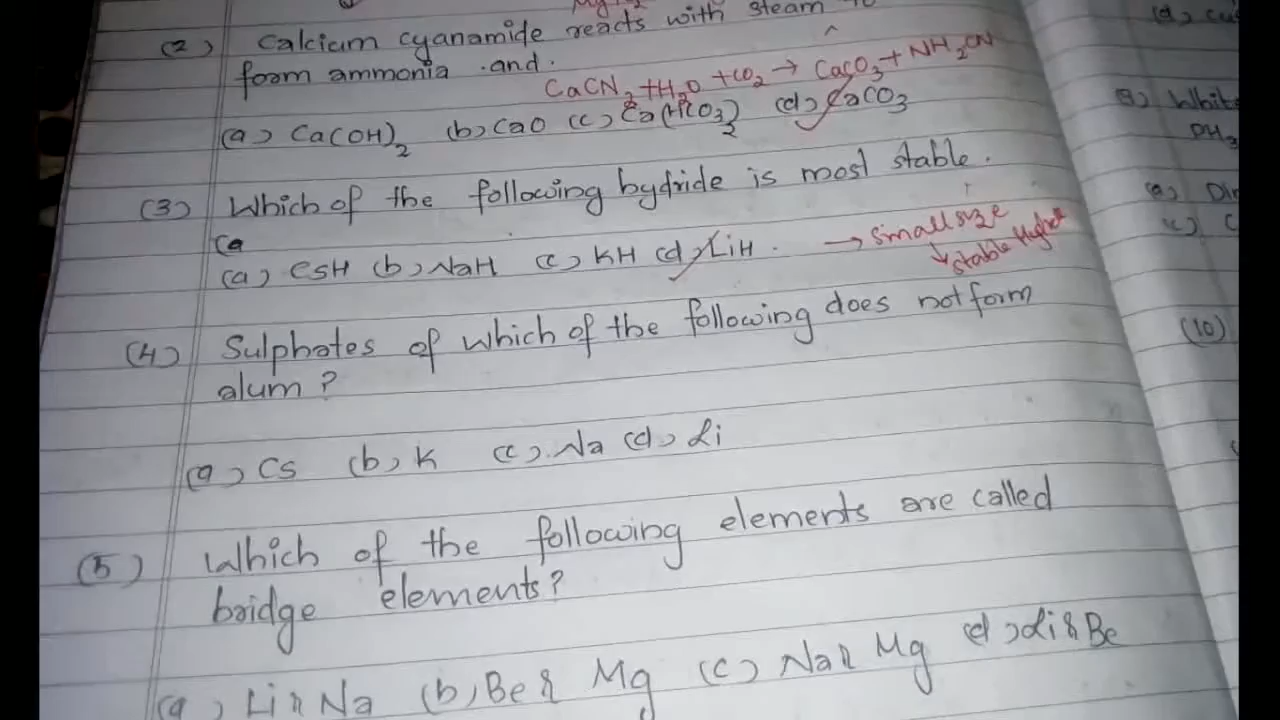 (2) Calcium cyanamide reacts with steam to
form ammonia and.
CaCN2 + H2O + CO2 → CaCO3 + NH2CN
(a) Ca(OH)2 (b) CaO (c) Ca(HCO3)2 (d) CaCO3
(3) Which of the following hydride is most stable.
Ca
(a) CsH (b) NaH (c) KH (d) LiH. → small size
↓ stable
(4) Sulphates of which of the following does not form
alum?
(a) Cs (b) K (c) Na (d) Li
(5) Which of the following elements are called
bridge elements?
(a) Li & Na (b) Be & Mg (c) Na & Mg (d) Li & Be
PH3
(10)